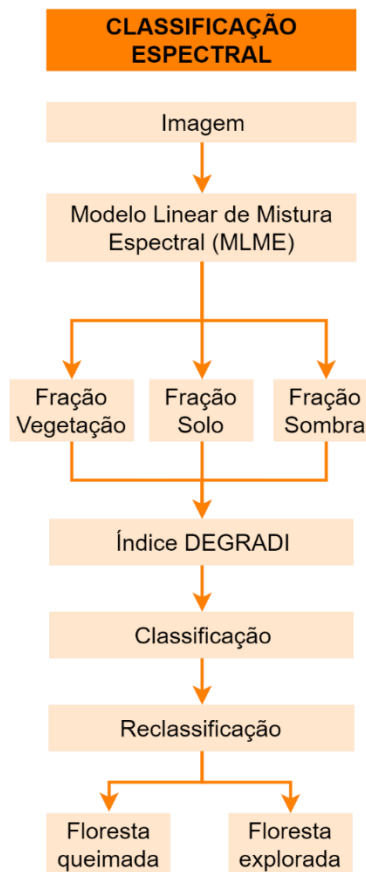 CLASSIFICAÇÃO
ESPECTRAL
Imagem
Modelo Linear de Mistura
Espectral (MLME)
Fração
Vegetação
Fração
Solo
Fração
Sombra
Índice DEGRADI
Classificação
Reclassificação
Floresta
queimada
Floresta
explorada